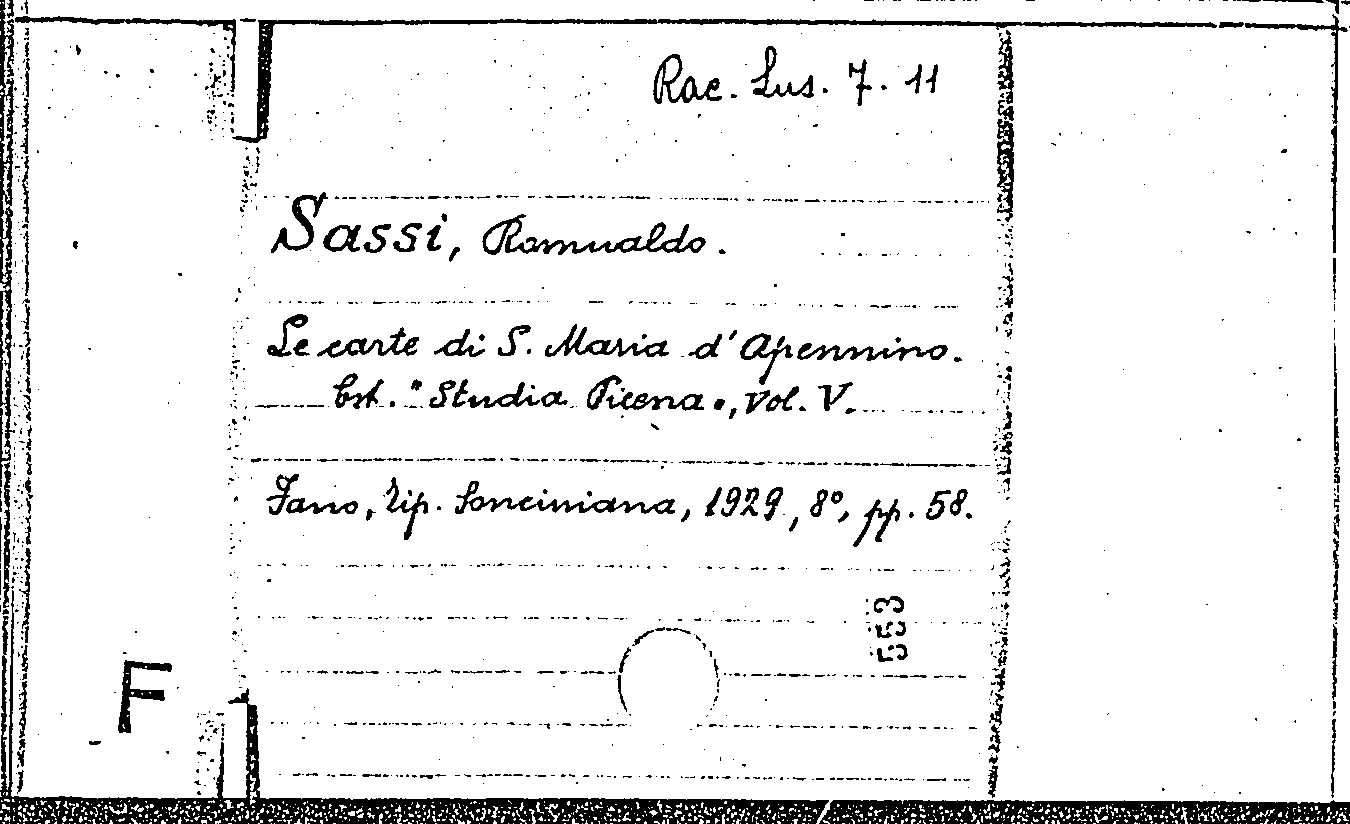 Rac. Lus. 7. 11
Sassi, Romualdo.
Le carte di S. Maria d'Apennino.
Est. "Studia Picena", Vol. V.
Fano, Tip. Sonciniana, 1929, 8°, pp. 58.
553
F